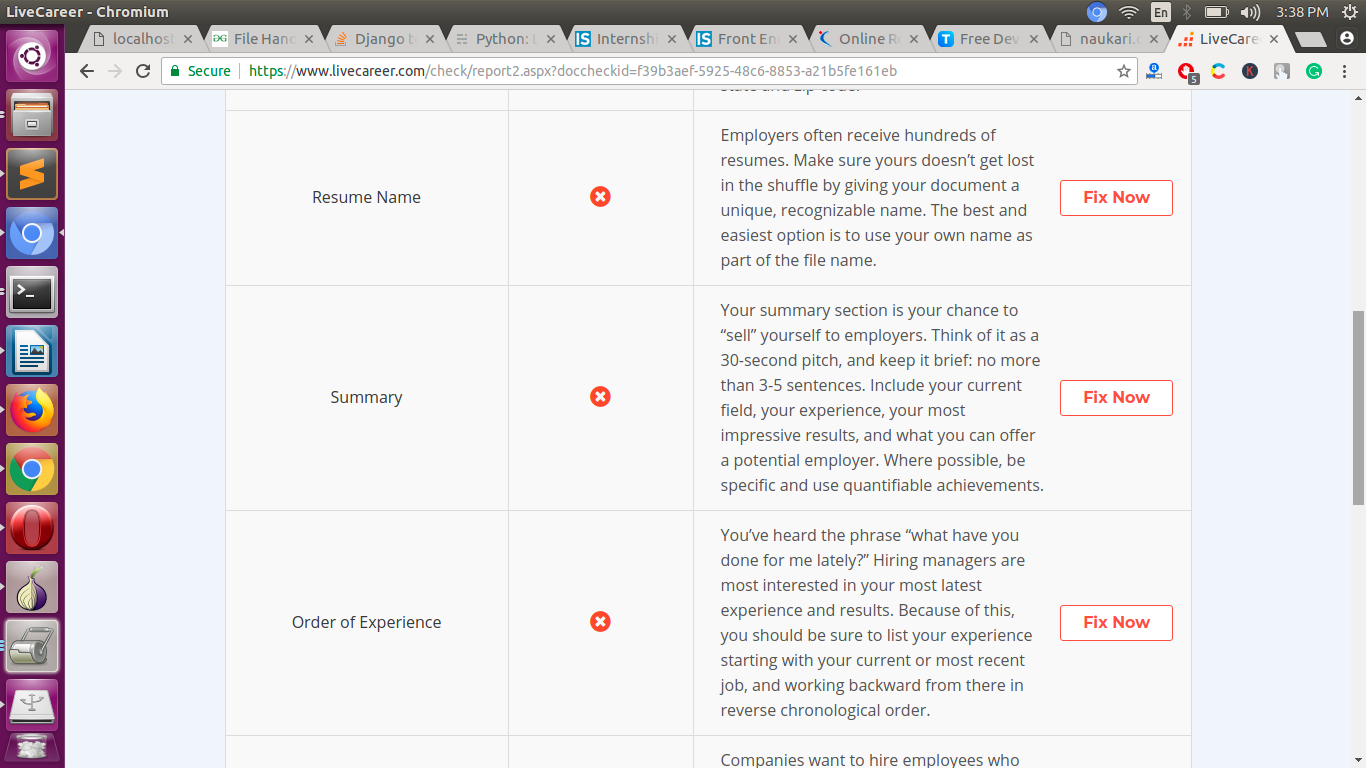 LiveCareer - Chromium
En
3:38 PM
localhost
File Hand
Django t
Python: L
Internshi
Front En
Online Re
Free Dev
naukari.c
LiveCaree
Secure
https://www.livecareer.com/check/report2.aspx?doccheckid=f39b3aef-5925-48c6-8853-a21b5fe161eb
5
state and zip code.
Resume Name
Employers often receive hundreds of
resumes. Make sure yours doesn’t get lost
in the shuffle by giving your document a
unique, recognizable name. The best and
easiest option is to use your own name as
part of the file name.
Fix Now
Summary
Your summary section is your chance to
“sell” yourself to employers. Think of it as a
30-second pitch, and keep it brief: no more
than 3-5 sentences. Include your current
field, your experience, your most
impressive results, and what you can offer
a potential employer. Where possible, be
specific and use quantifiable achievements.
Fix Now
Order of Experience
You’ve heard the phrase “what have you
done for me lately?” Hiring managers are
most interested in your most latest
experience and results. Because of this,
you should be sure to list your experience
starting with your current or most recent
job, and working backward from there in
reverse chronological order.
Fix Now
Companies want to hire employees who